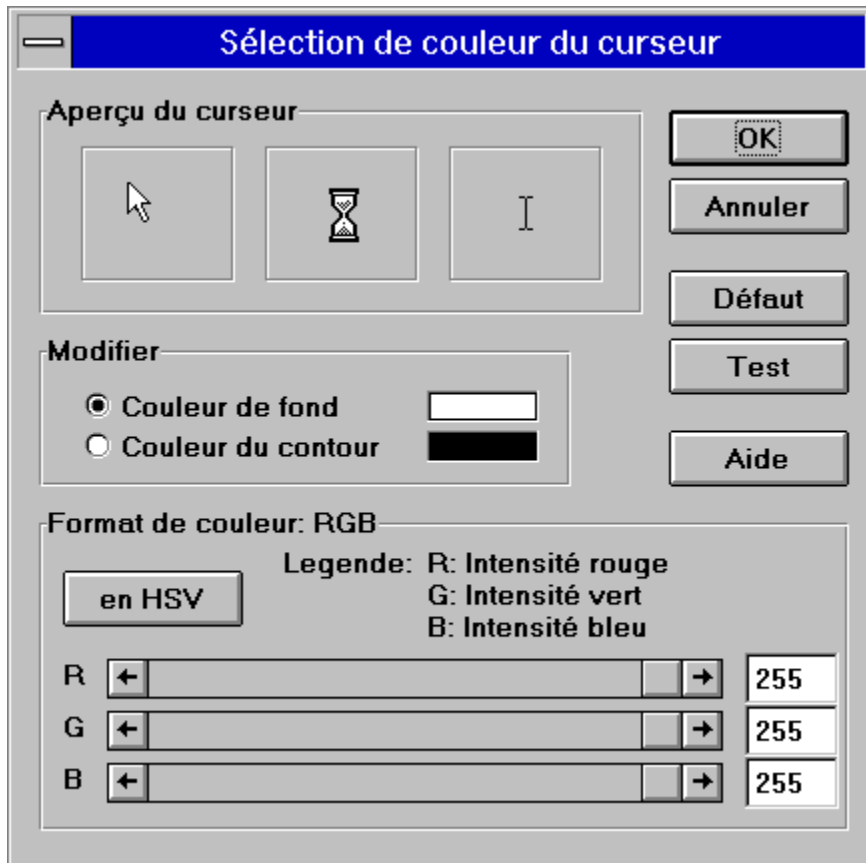 Sélection de couleur du curseur
Aperçu du curseur
OK
Annuler
Défaut
Test
Aide
Modifier
Couleur de fond
Couleur du contour
Format de couleur: RGB
en HSV
Legende: R: Intensité rouge
G: Intensité vert
B: Intensité bleu
R 255
G 255
B 255